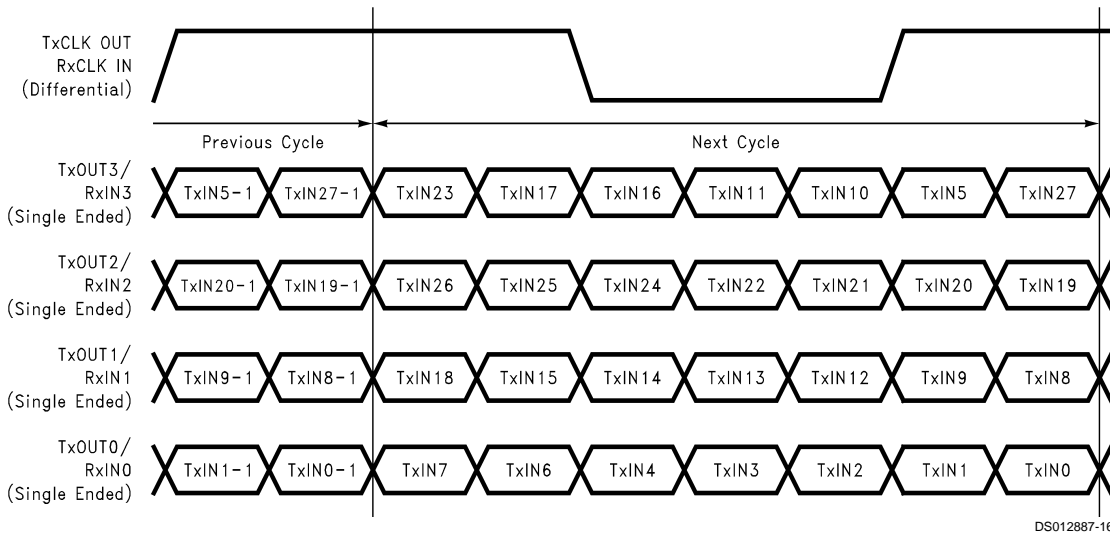 TxCLK OUT
RxCLK IN
(Differential)
Previous Cycle
Next Cycle
TxOUT3/
RxIN3
(Single Ended)
TxIN5-1 TxIN27-1 TxIN23 TxIN17 TxIN16 TxIN11 TxIN10 TxIN5 TxIN27
TxOUT2/
RxIN2
(Single Ended)
TxIN20-1 TxIN19-1 TxIN26 TxIN25 TxIN24 TxIN22 TxIN21 TxIN20 TxIN19
TxOUT1/
RxIN1
(Single Ended)
TxIN9-1 TxIN8-1 TxIN18 TxIN15 TxIN14 TxIN13 TxIN12 TxIN9 TxIN8
TxOUT0/
RxIN0
(Single Ended)
TxIN1-1 TxIN0-1 TxIN7 TxIN6 TxIN4 TxIN3 TxIN2 TxIN1 TxIN0
DS012887-16